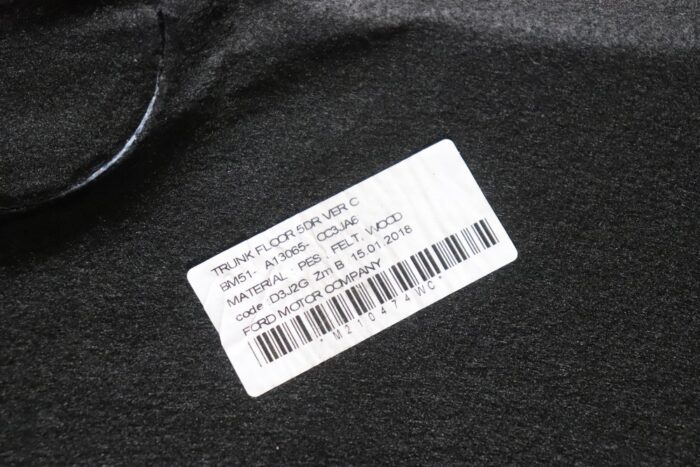 TRUNK FLOOR 5DR VER C
BM51- A13065- CC3JA6
MATERIAL : PES , FELT, WOOD
code :D3J2G Zm B 15.01.2018
FORD MOTOR COMPANY
*M210474WC*